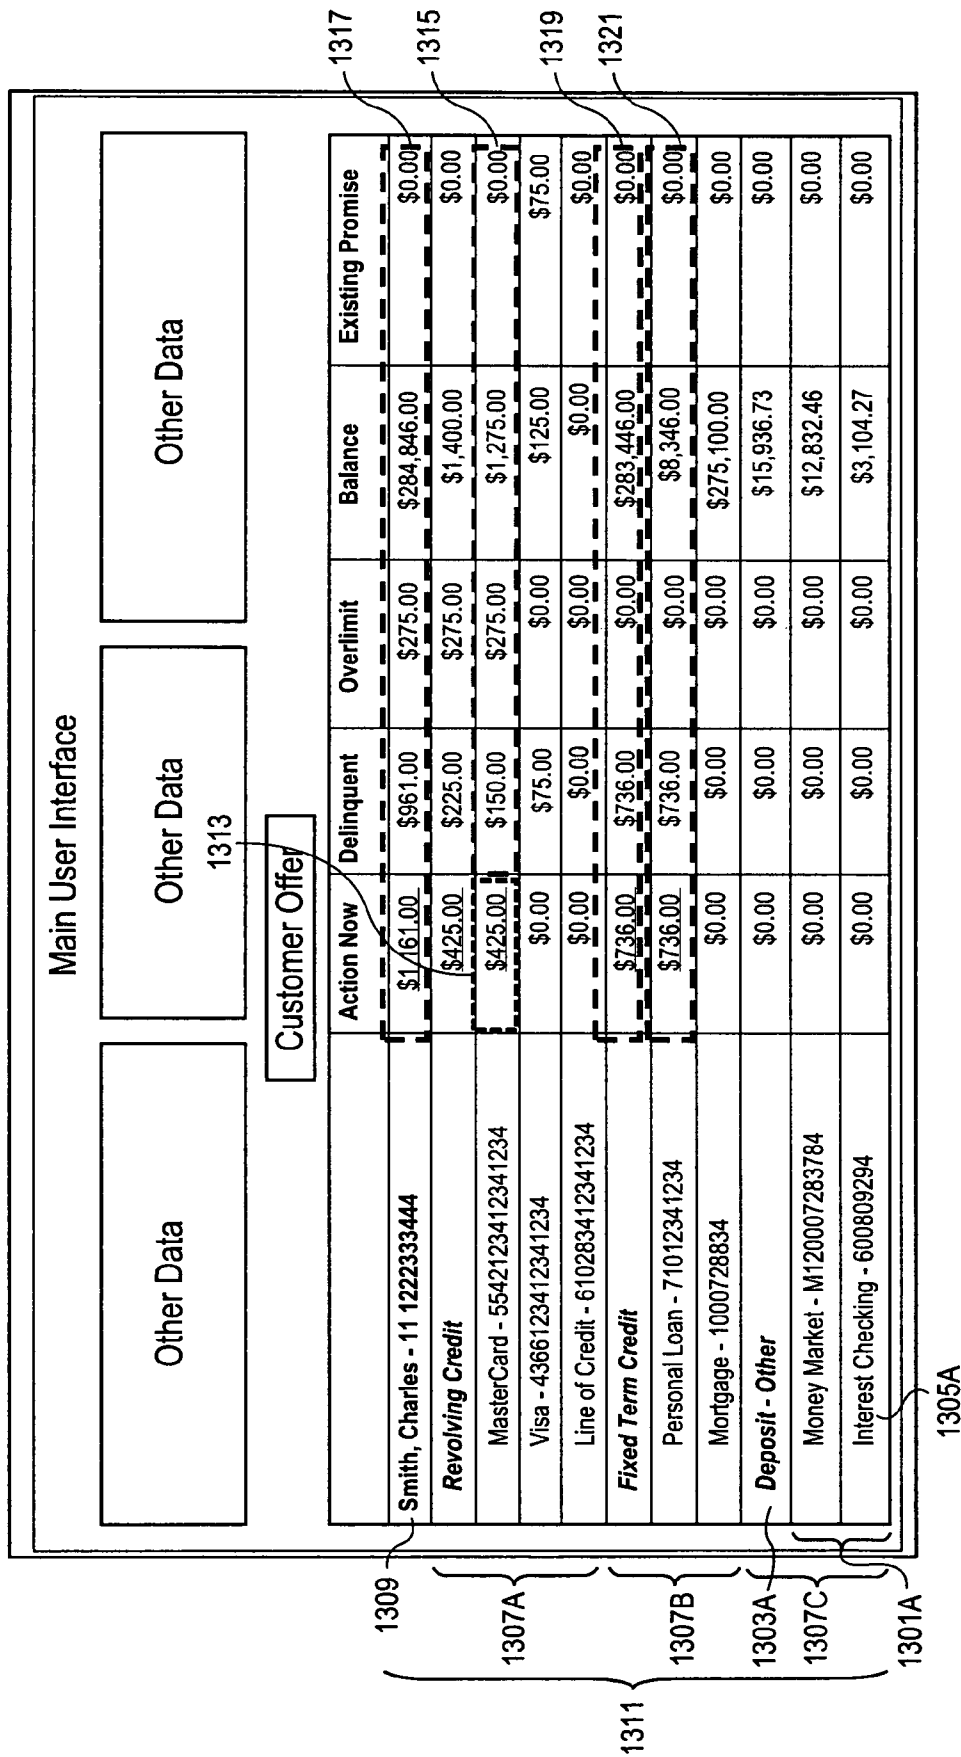 Main User Interface
Other Data Other Data Other Data
Customer Offer
Action Now Delinquent Overlimit Balance Existing Promise
Smith, Charles - 11 1222333444 $1,161.00 $961.00 $275.00 $284,846.00 $0.00
Revolving Credit $425.00 $225.00 $275.00 $1,400.00 $0.00
MasterCard - 554212341234 1234 $425.00 $150.00 $275.00 $1,275.00 $0.00
Visa - 4366123412341234 $0.00 $75.00 $0.00 $125.00 $75.00
Line of Credit - 6102834123412341234 $0.00 $0.00 $0.00 $0.00 $0.00
Fixed Term Credit $736.00 $736.00 $0.00 $283,446.00 $0.00
Personal Loan - 71012341234 $736.00 $736.00 $0.00 $8,346.00 $0.00
Mortgage - 1000728834 $0.00 $0.00 $0.00 $275,100.00 $0.00
Deposit - Other $0.00 $0.00 $0.00 $15,936.73 $0.00
Money Market - M120007283784 $0.00 $0.00 $0.00 $12,832.46 $0.00
Interest Checking - 600809294 $0.00 $0.00 $0.00 $3,104.27 $0.00
1309
1307A
1307B
1303A
1307C
1301A
1311
1305A
1313
1317
1315
1319
1321